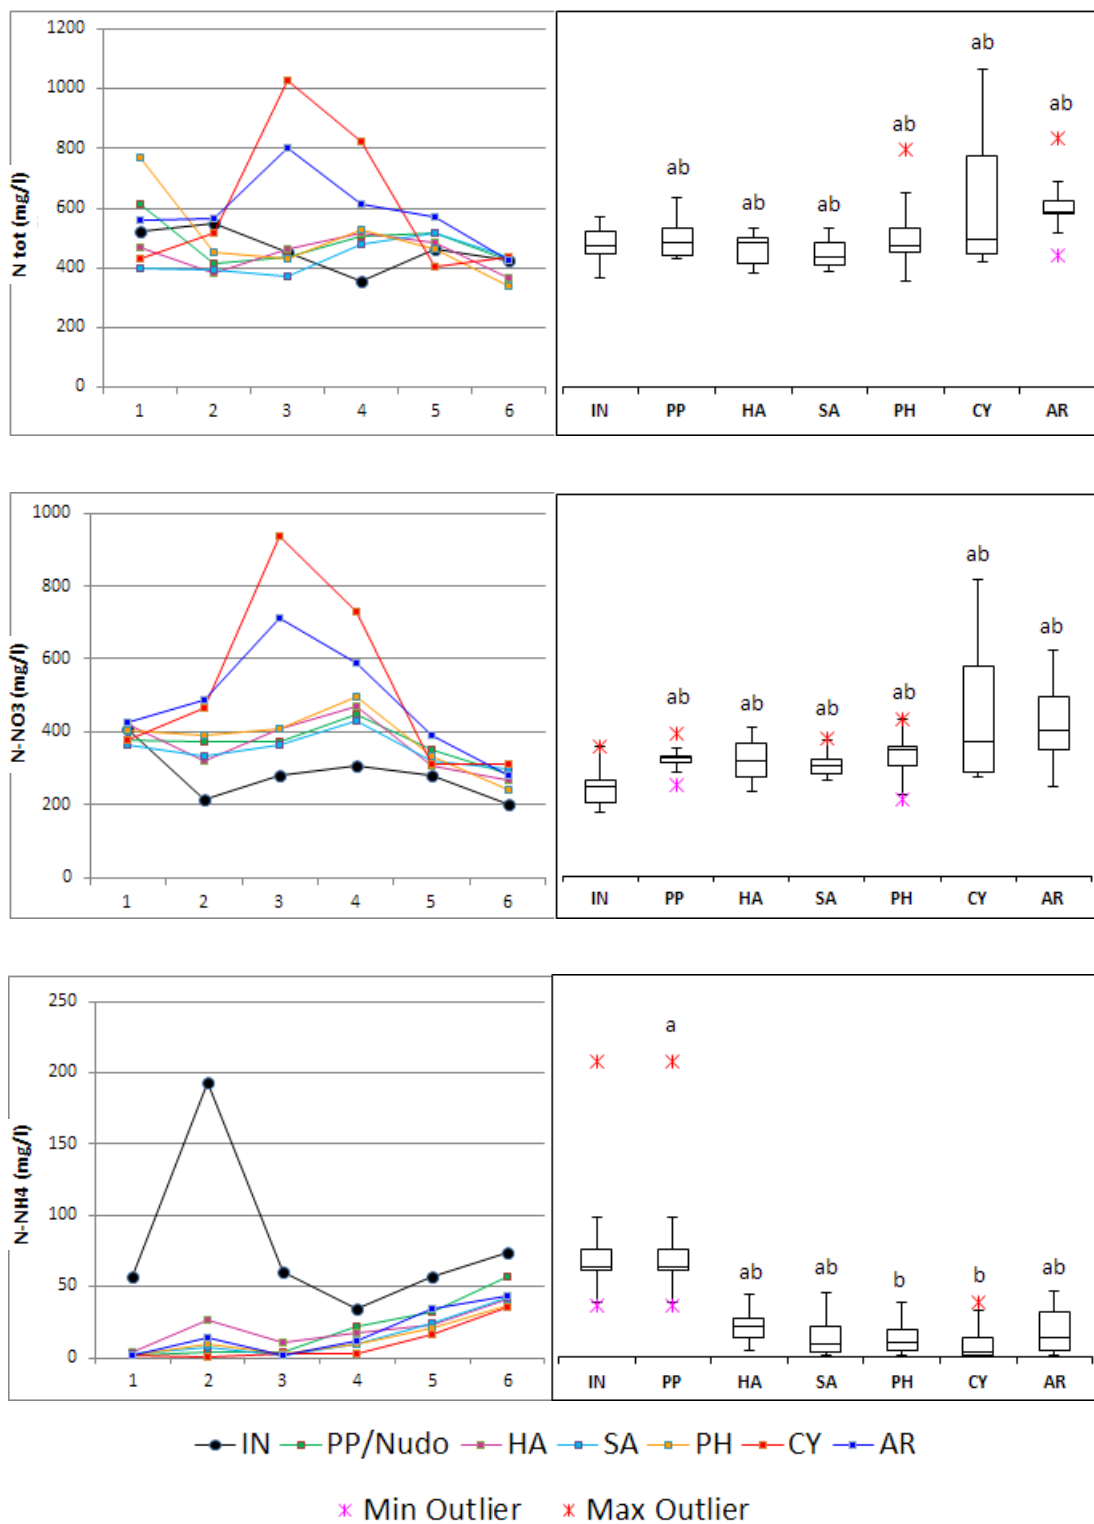 N tot (mg/l)
1200
1000
800
600
400
200
0
1 2 3 4 5 6
ab ab ab ab ab ab
IN PP HA SA PH CY AR
N-NO3 (mg/l)
1000
800
600
400
200
0
1 2 3 4 5 6
ab ab ab ab ab ab
IN PP HA SA PH CY AR
N-NH4 (mg/l)
250
200
150
100
50
0
1 2 3 4 5 6
a ab ab b b ab
IN PP HA SA PH CY AR
IN PP/Nudo HA SA PH CY AR
Min Outlier Max Outlier